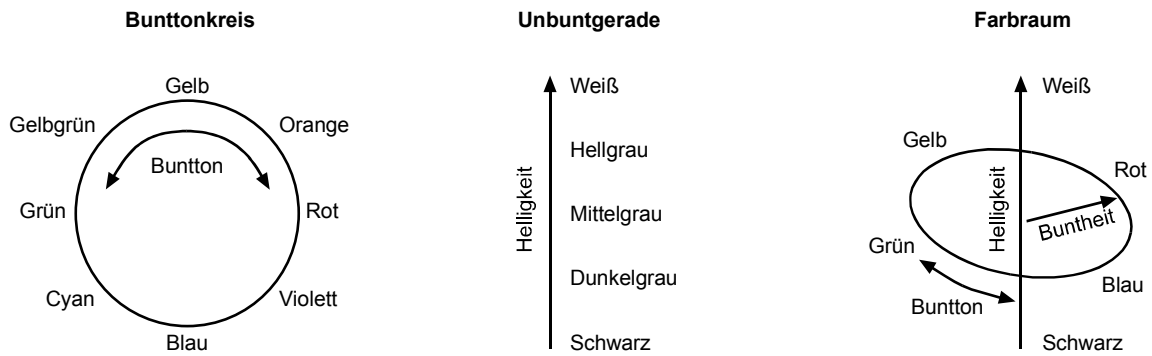 Bunttonkreis
Gelb
Gelbgrün
Orange
Buntton
Grün
Rot
Cyan
Violett
Blau
Unbuntgerade
Weiß
Hellgrau
Helligkeit
Mittelgrau
Dunkelgrau
Schwarz
Farbraum
Weiß
Gelb
Rot
Helligkeit
Buntheit
Grün
Blau
Buntton
Schwarz